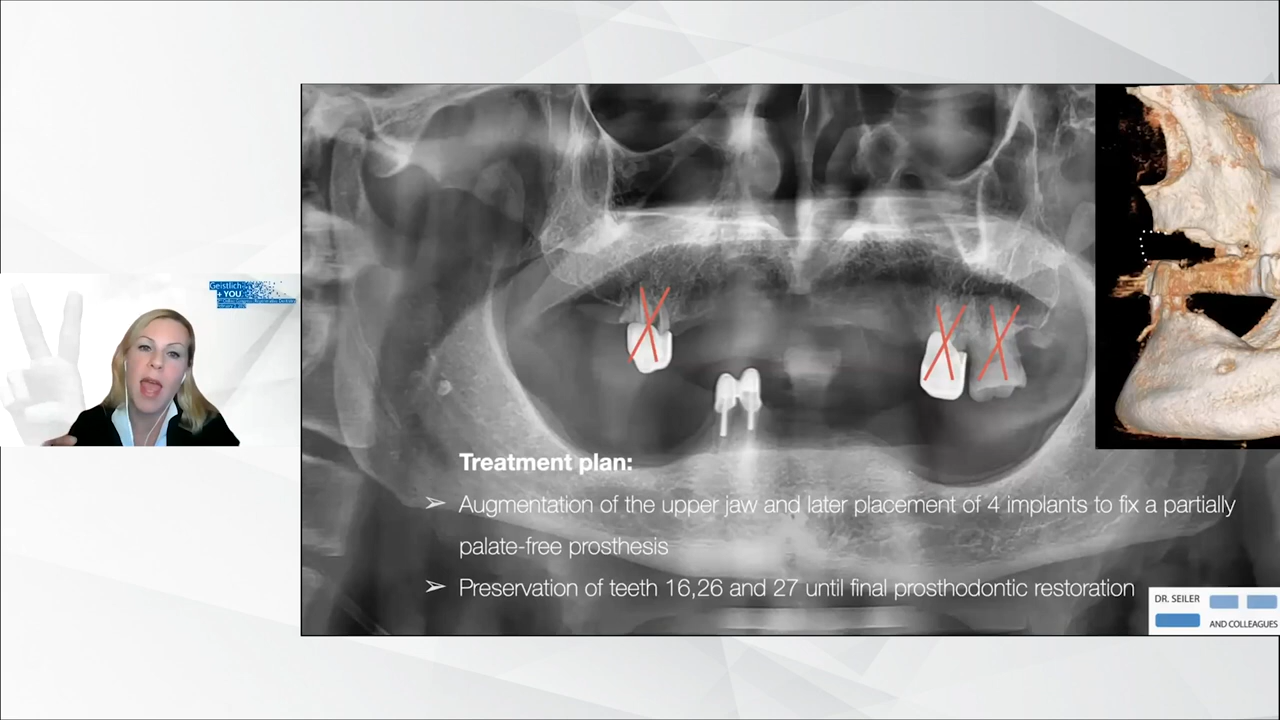 Geistlich
+ YOU
Treatment plan:
➢ Augmentation of the upper jaw and later placement of 4 implants to fix a partially
palate-free prosthesis
➢ Preservation of teeth 16,26 and 27 until final prosthodontic restoration
DR. SEILER
AND COLLEAGUES